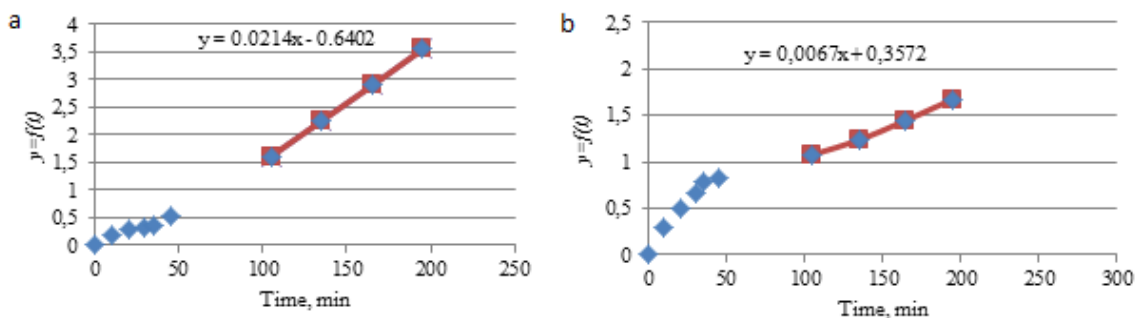 a
y = 0.0214x - 0.6402
4
3,5
3
2,5
2
1,5
1
0,5
0
y=f(t)
0 50 100 150 200 250
Time, min
b
y = 0,0067x + 0,3572
2,5
2
1,5
1
0,5
0
y=f(t)
0 50 100 150 200 250 300
Time, min